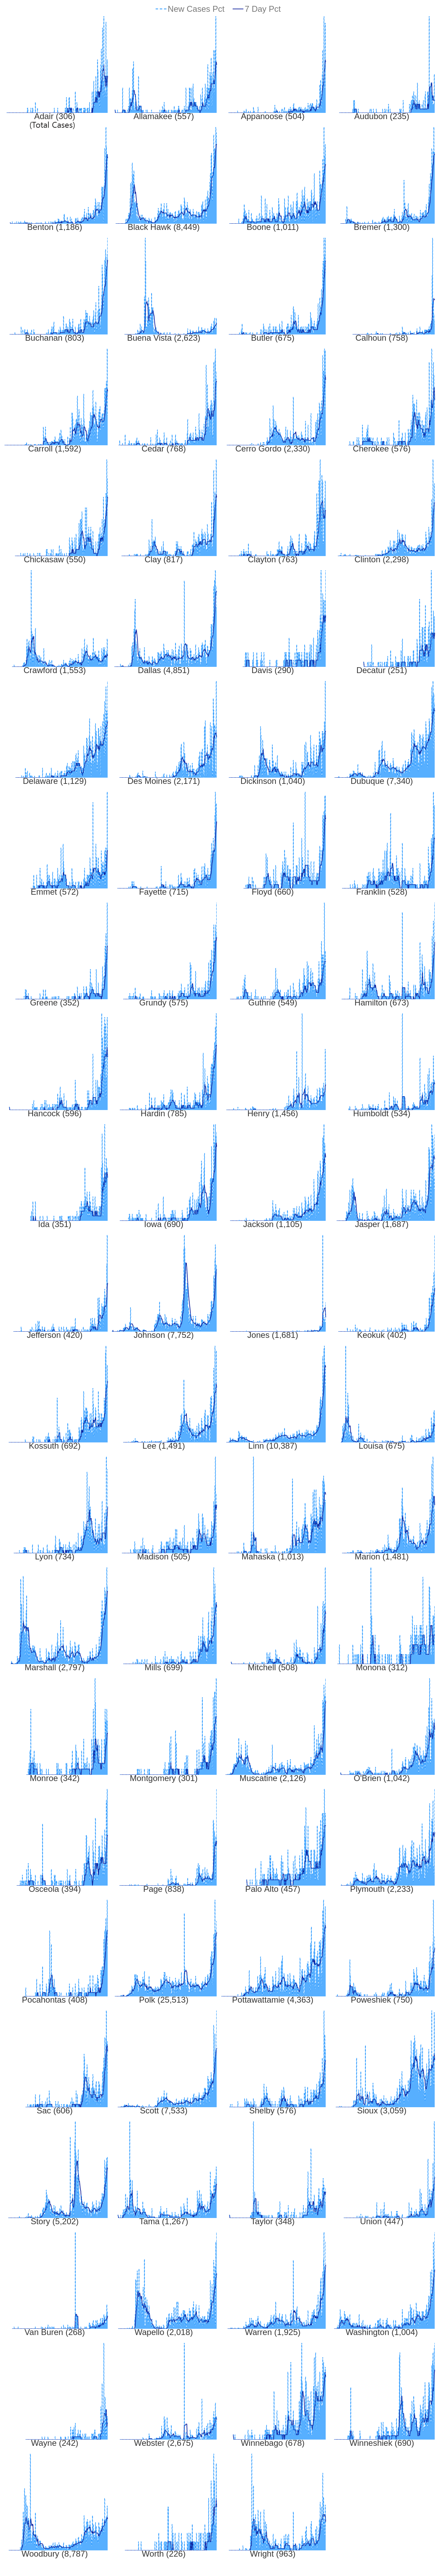 New Cases Pct 7 Day Pct
Adair (306) Allamakee (557) Appanoose (504) Audubon (235)
(Total Cases)
Benton (1,186) Black Hawk (8,449) Boone (1,011) Bremer (1,300)
Buchanan (803) Buena Vista (2,623) Butler (675) Calhoun (758)
Carroll (1,592) Cedar (768) Cerro Gordo (2,330) Cherokee (576)
Chickasaw (550) Clay (817) Clayton (763) Clinton (2,298)
Crawford (1,553) Dallas (4,851) Davis (290) Decatur (251)
Delaware (1,129) Des Moines (2,171) Dickinson (1,040) Dubuque (7,340)
Emmet (572) Fayette (715) Floyd (660) Franklin (528)
Greene (352) Grundy (575) Guthrie (549) Hamilton (673)
Hancock (596) Hardin (785) Henry (1,456) Humboldt (534)
Ida (351) Iowa (690) Jackson (1,105) Jasper (1,687)
Jefferson (420) Johnson (7,752) Jones (1,681) Keokuk (402)
Kossuth (692) Lee (1,491) Linn (10,387) Louisa (675)
Lyon (734) Madison (505) Mahaska (1,013) Marion (1,481)
Marshall (2,797) Mills (699) Mitchell (508) Monona (312)
Monroe (342) Montgomery (301) Muscatine (2,126) O'Brien (1,042)
Osceola (394) Page (838) Palo Alto (457) Plymouth (2,233)
Pocahontas (408) Polk (25,513) Pottawattamie (4,363) Poweshiek (750)
Sac (606) Scott (7,533) Shelby (576) Sioux (3,059)
Story (5,202) Tama (1,267) Taylor (348) Union (447)
Van Buren (268) Wapello (2,018) Warren (1,925) Washington (1,004)
Wayne (242) Webster (2,675) Winnebago (678) Winneshiek (690)
Woodbury (8,787) Worth (226) Wright (963)